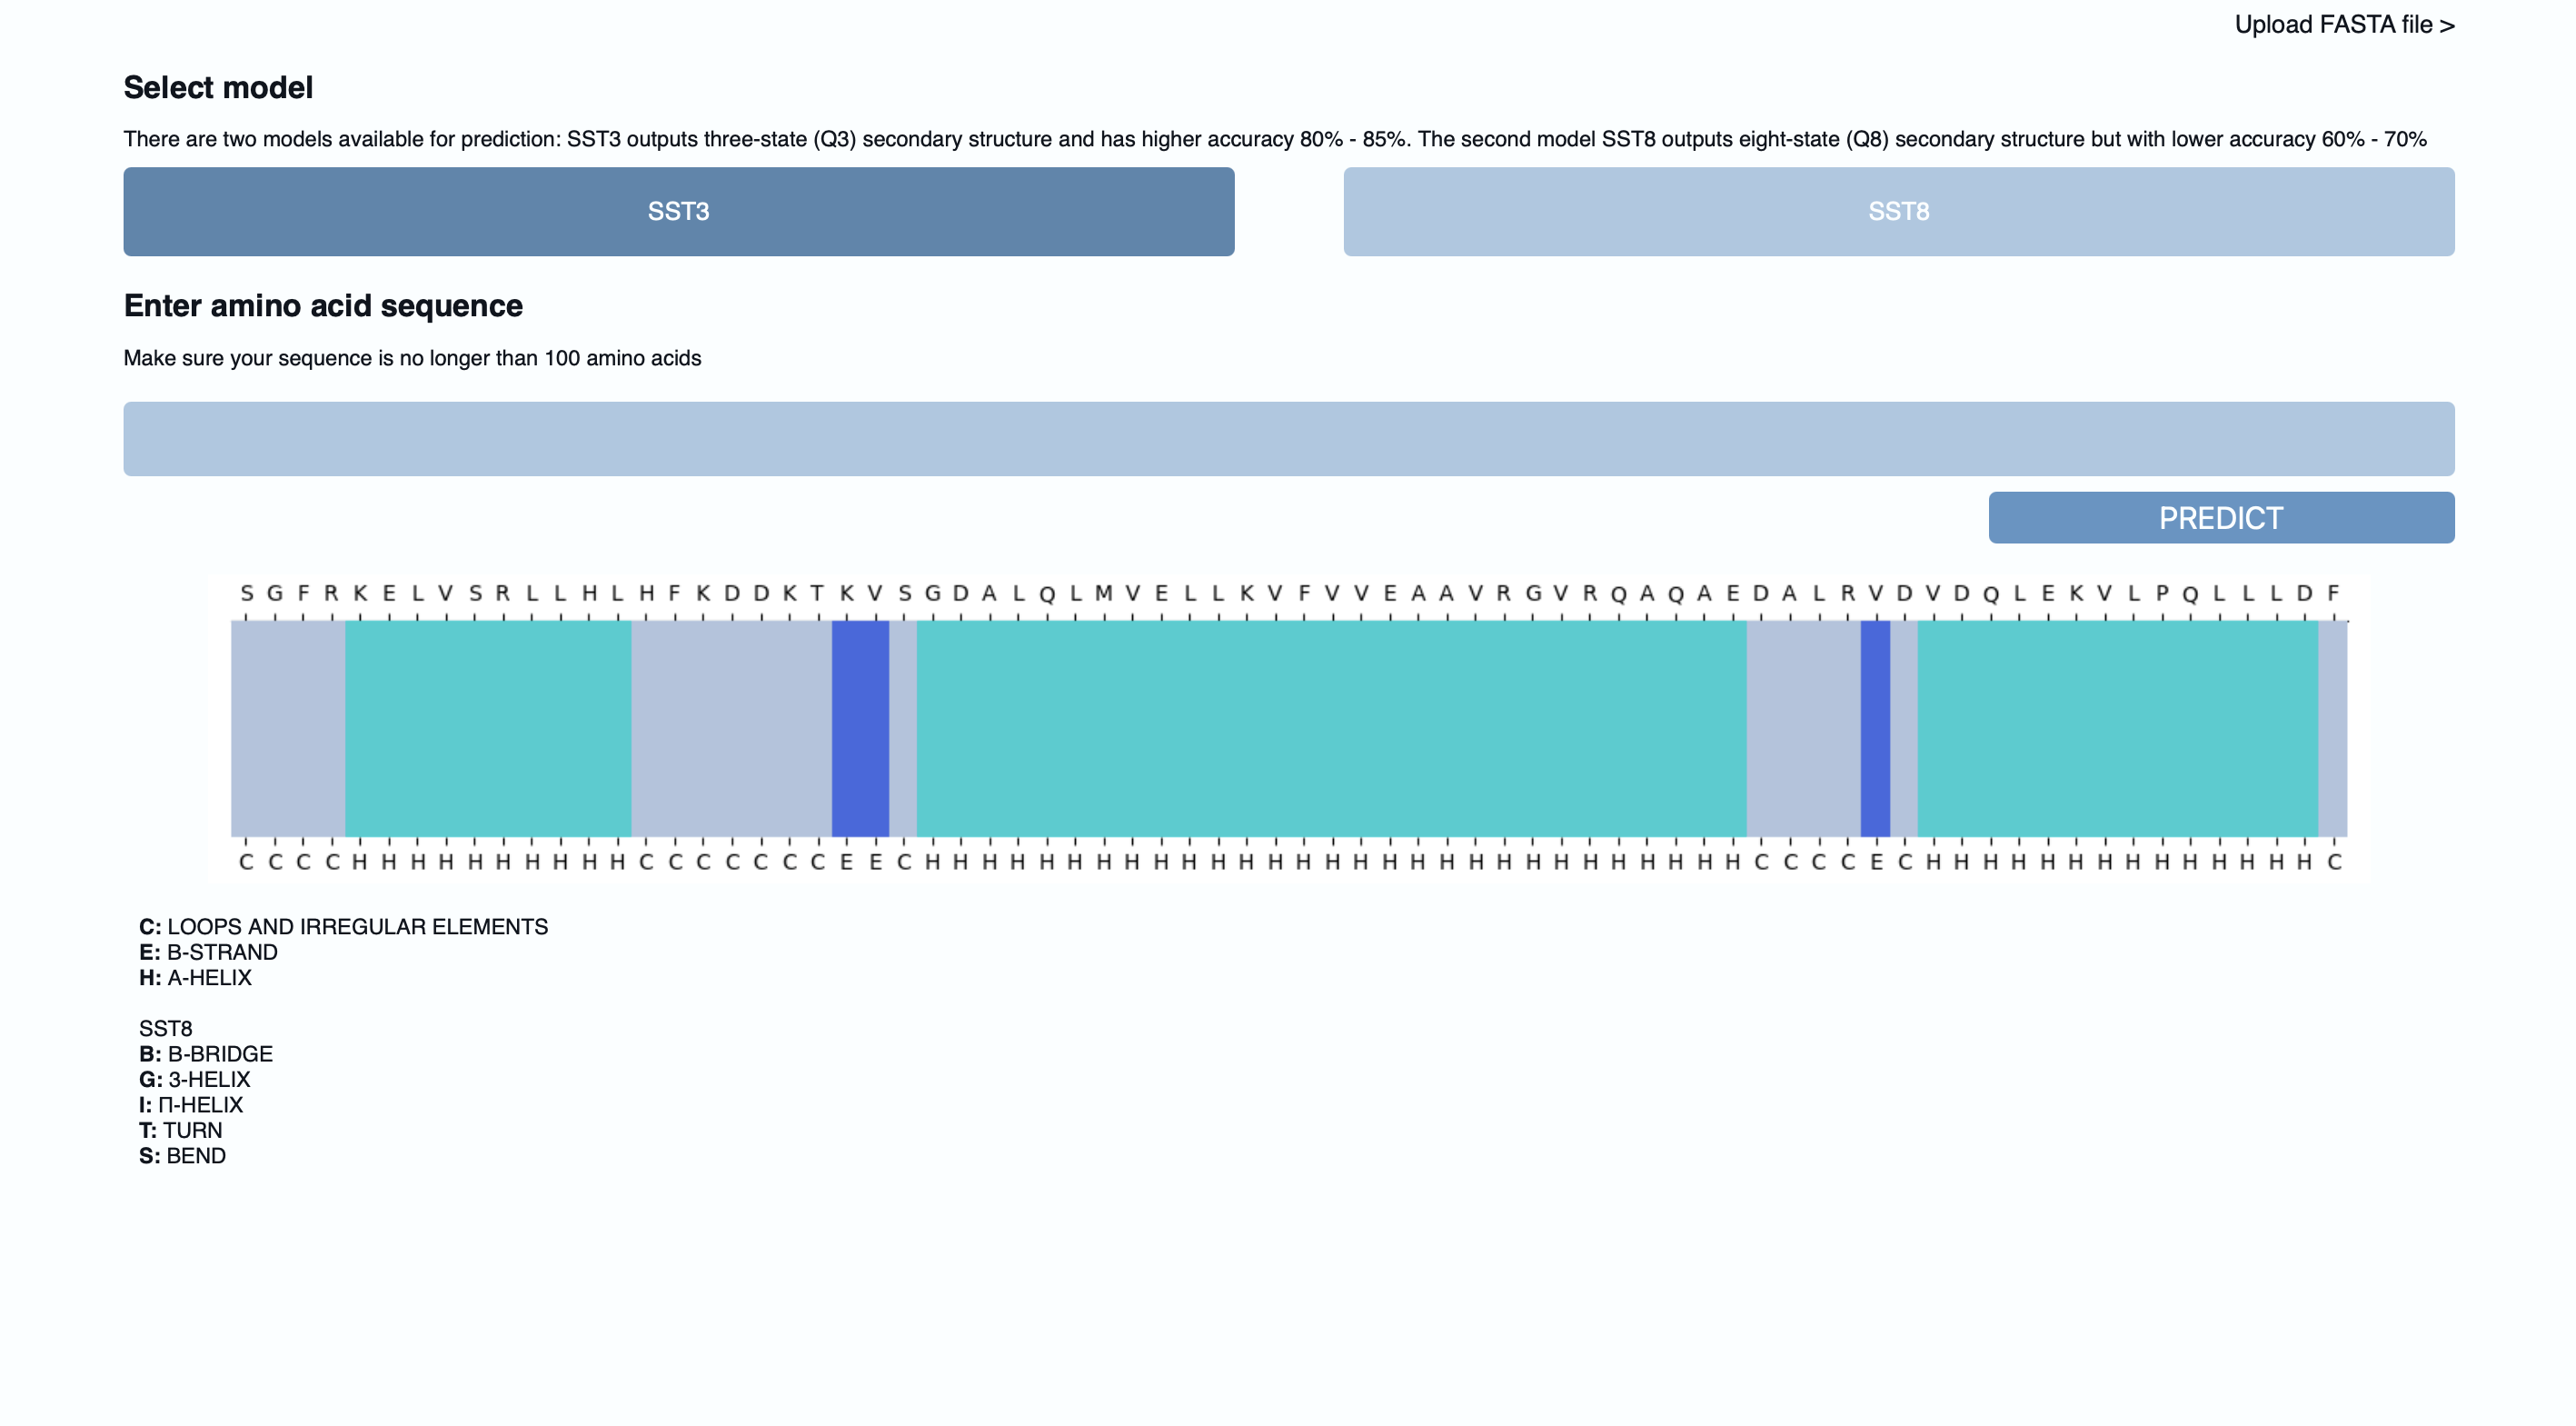 Upload FASTA file >
Select model
There are two models available for prediction: SST3 outputs three-state (Q3) secondary structure and has higher accuracy 80% - 85%. The second model SST8 outputs eight-state (Q8) secondary structure but with lower accuracy 60% - 70%
SST3 SST8
Enter amino acid sequence
Make sure your sequence is no longer than 100 amino acids
PREDICT
S G F R K E L V S R L L H L H F K D D K T K V S G D A L Q L M V E L L K V F V V E A A V R G V R Q A Q A E D A L R V D V D Q L E K V L P Q L L L D F
C C C C H H H H H H H H H H C C C C C C C E E C H H H H H H H H H H H H H H H H H H H H H H H H H H H H H C C C C E C H H H H H H H H H H H H H H C
C: LOOPS AND IRREGULAR ELEMENTS
E: B-STRAND
H: A-HELIX
SST8
B: B-BRIDGE
G: 3-HELIX
I: Π-HELIX
T: TURN
S: BEND